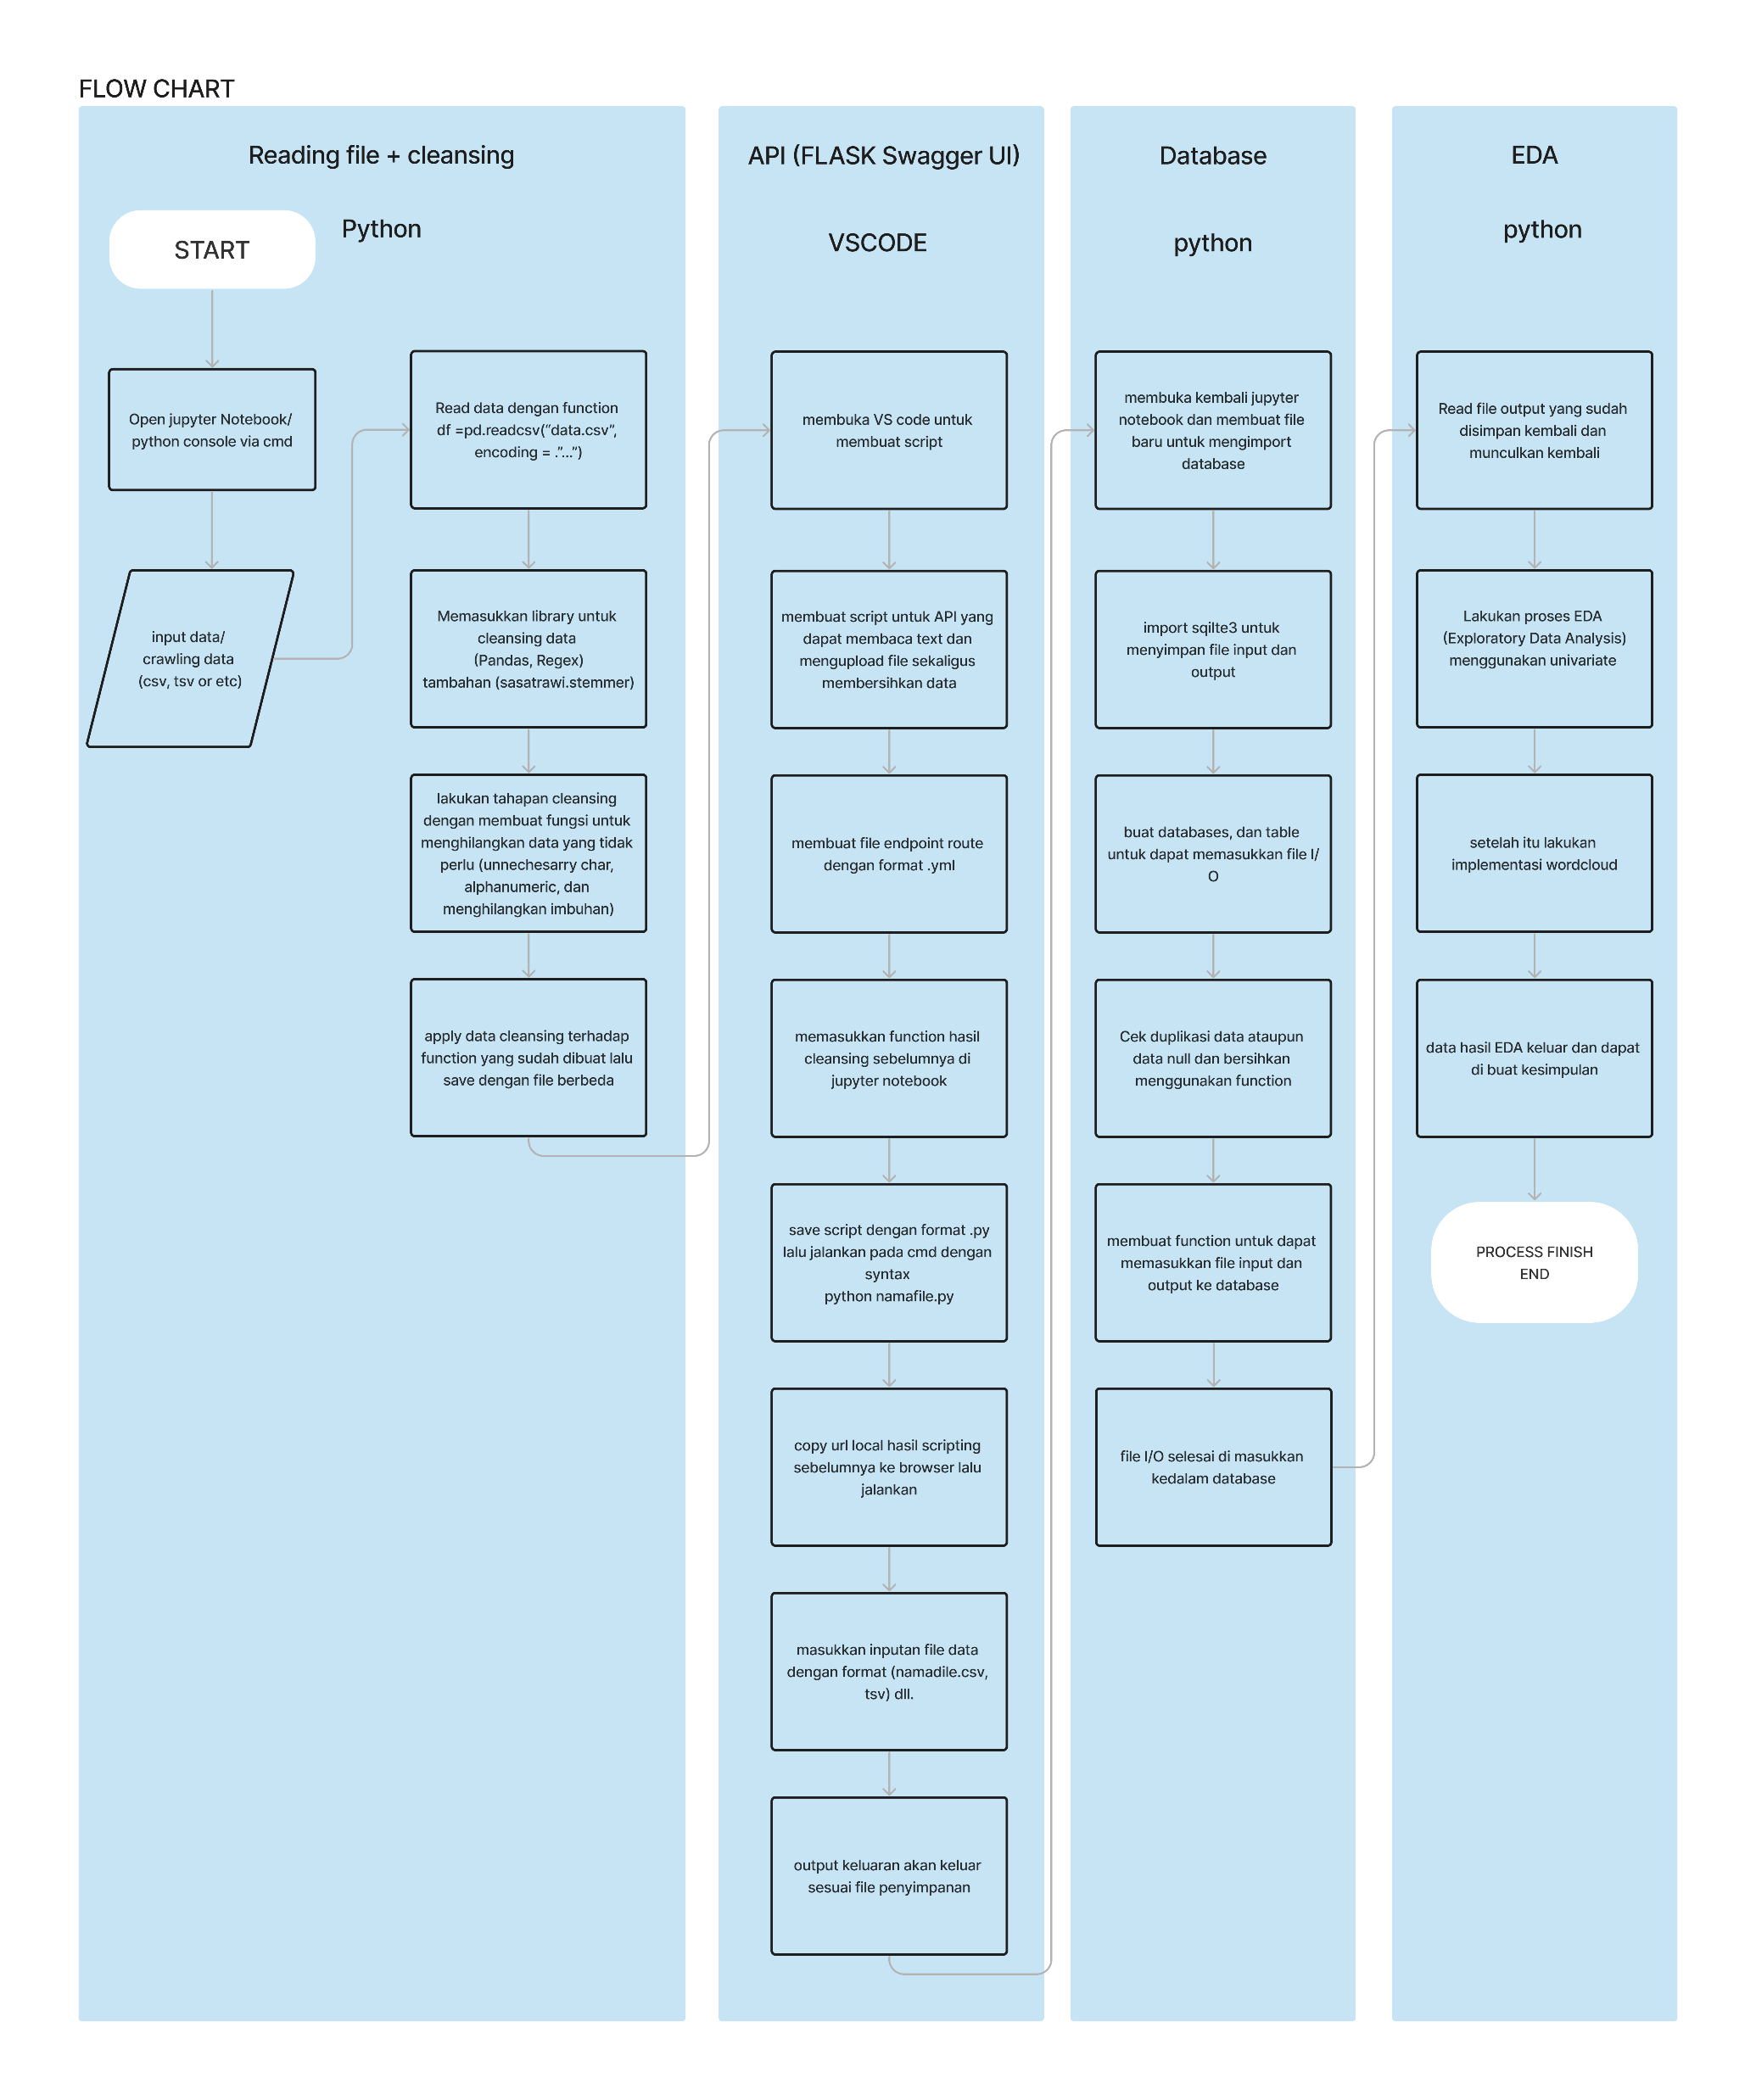 FLOW CHART
Reading file + cleansing
Python
START
Open jupyter Notebook/
python console via cmd
input data/
crawling data
(csv, tsv or etc)
Read data dengan function
df =pd.readcsv(”data.csv”,
encoding = .”...”)
Memasukkan library untuk
cleansing data
(Pandas, Regex)
tambahan (sasatrawi.stemmer)
lakukan tahapan cleansing
dengan membuat fungsi untuk
menghilangkan data yang tidak
perlu (unnechesarry char,
alphanumeric, dan
menghilangkan imbuhan)
apply data cleansing terhadap
function yang sudah dibuat lalu
save dengan file berbeda
API (FLASK Swagger UI)
VSCODE
membuka VS code untuk
membuat script
membuat script untuk API yang
dapat membaca text dan
mengupload file sekaligus
membersihkan data
membuat file endpoint route
dengan format .yml
memasukkan function hasil
cleansing sebelumnya di
jupyter notebook
save script dengan format .py
lalu jalankan pada cmd dengan
syntax
python namafile.py
copy url local hasil scripting
sebelumnya ke browser lalu
jalankan
masukkan inputan file data
dengan format (namadile.csv,
tsv) dll.
output keluaran akan keluar
sesuai file penyimpanan
Database
python
membuka kembali jupyter
notebook dan membuat file
baru untuk mengimport
database
import sqilte3 untuk
menyimpan file input dan
output
buat databases, dan table
untuk dapat memasukkan file I/
O
Cek duplikasi data ataupun
data null dan bersihkan
menggunakan function
membuat function untuk dapat
memasukkan file input dan
output ke database
file I/O selesai di masukkan
kedalam database
EDA
python
Read file output yang sudah
disimpan kembali dan
munculkan kembali
Lakukan proses EDA
(Exploratory Data Analysis)
menggunakan univariate
setelah itu lakukan
implementasi wordcloud
data hasil EDA keluar dan dapat
di buat kesimpulan
PROCESS FINISH
END